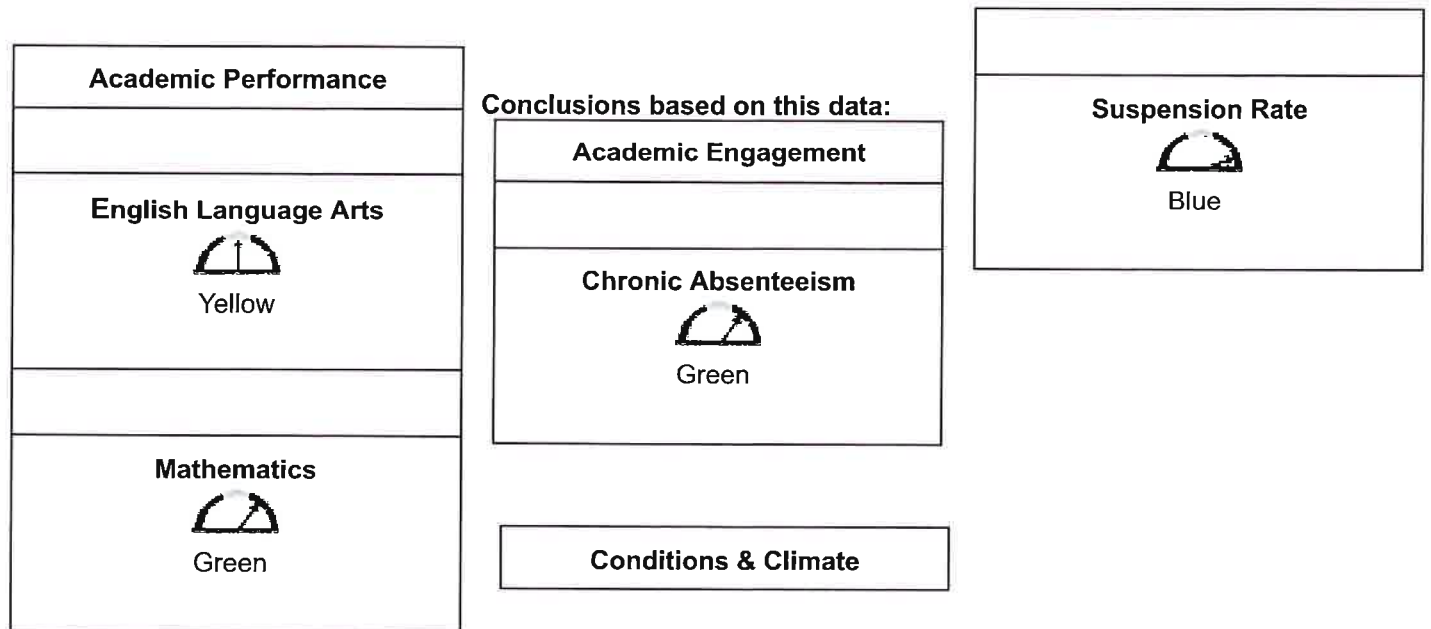 Academic Performance
English Language Arts
Yellow
Mathematics
Green
Conclusions based on this data:
Academic Engagement
Chronic Absenteeism
Green
Conditions & Climate
Suspension Rate
Blue